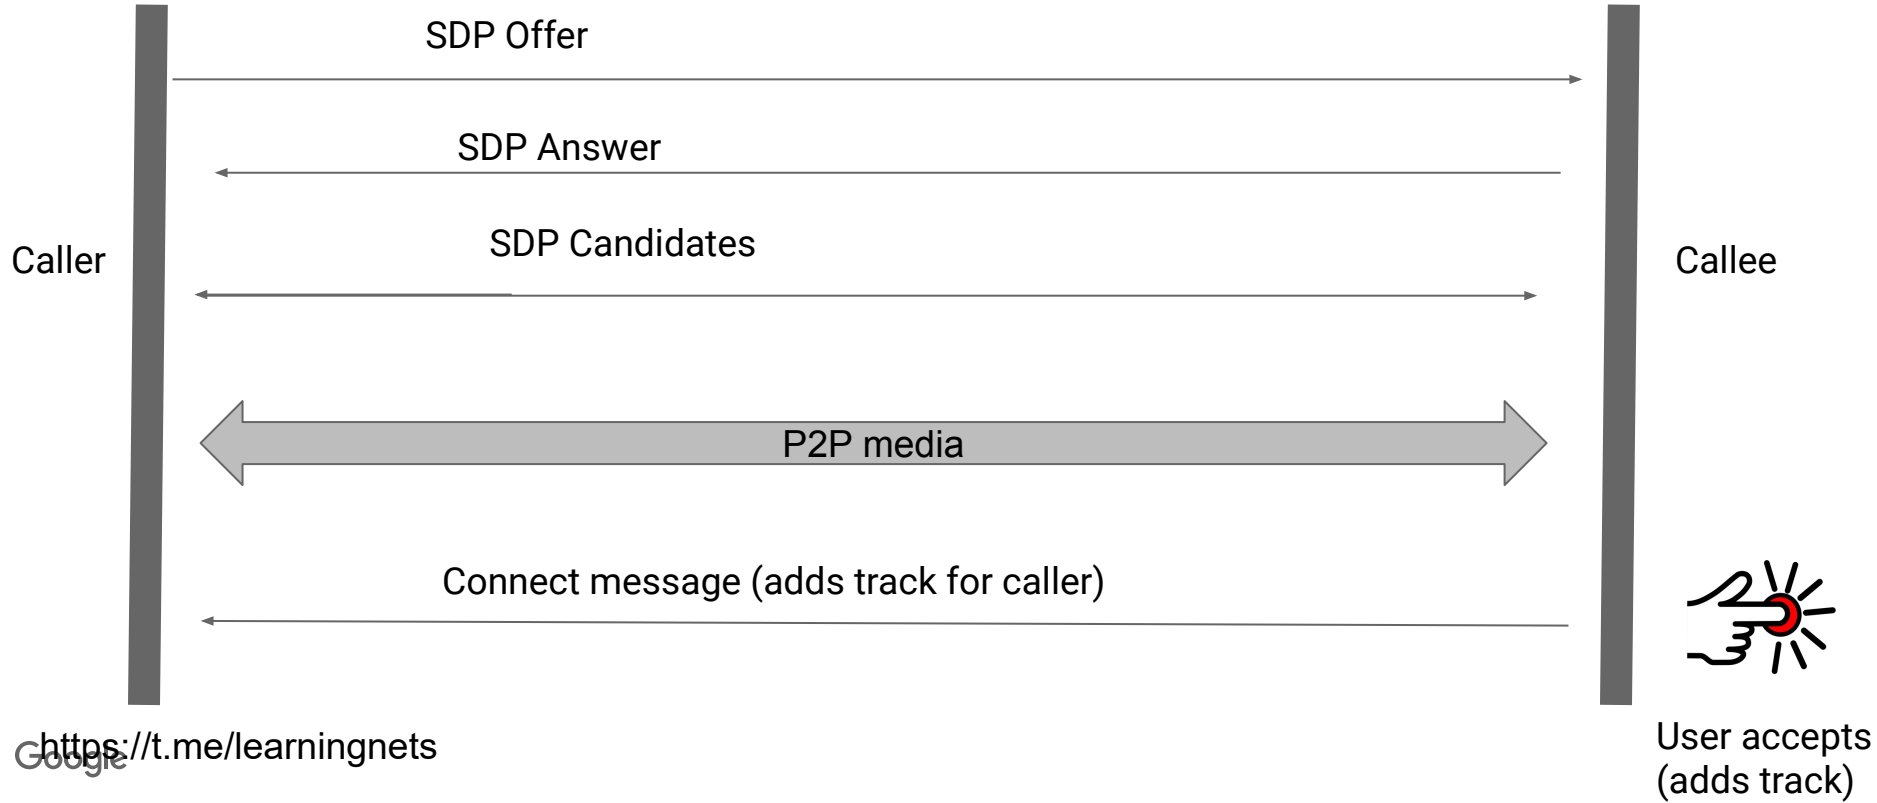 SDP Offer
SDP Answer
SDP Candidates
Caller
Callee
P2P media
Connect message (adds track for caller)
https://t.me/learningnets
Google
User accepts
(adds track)